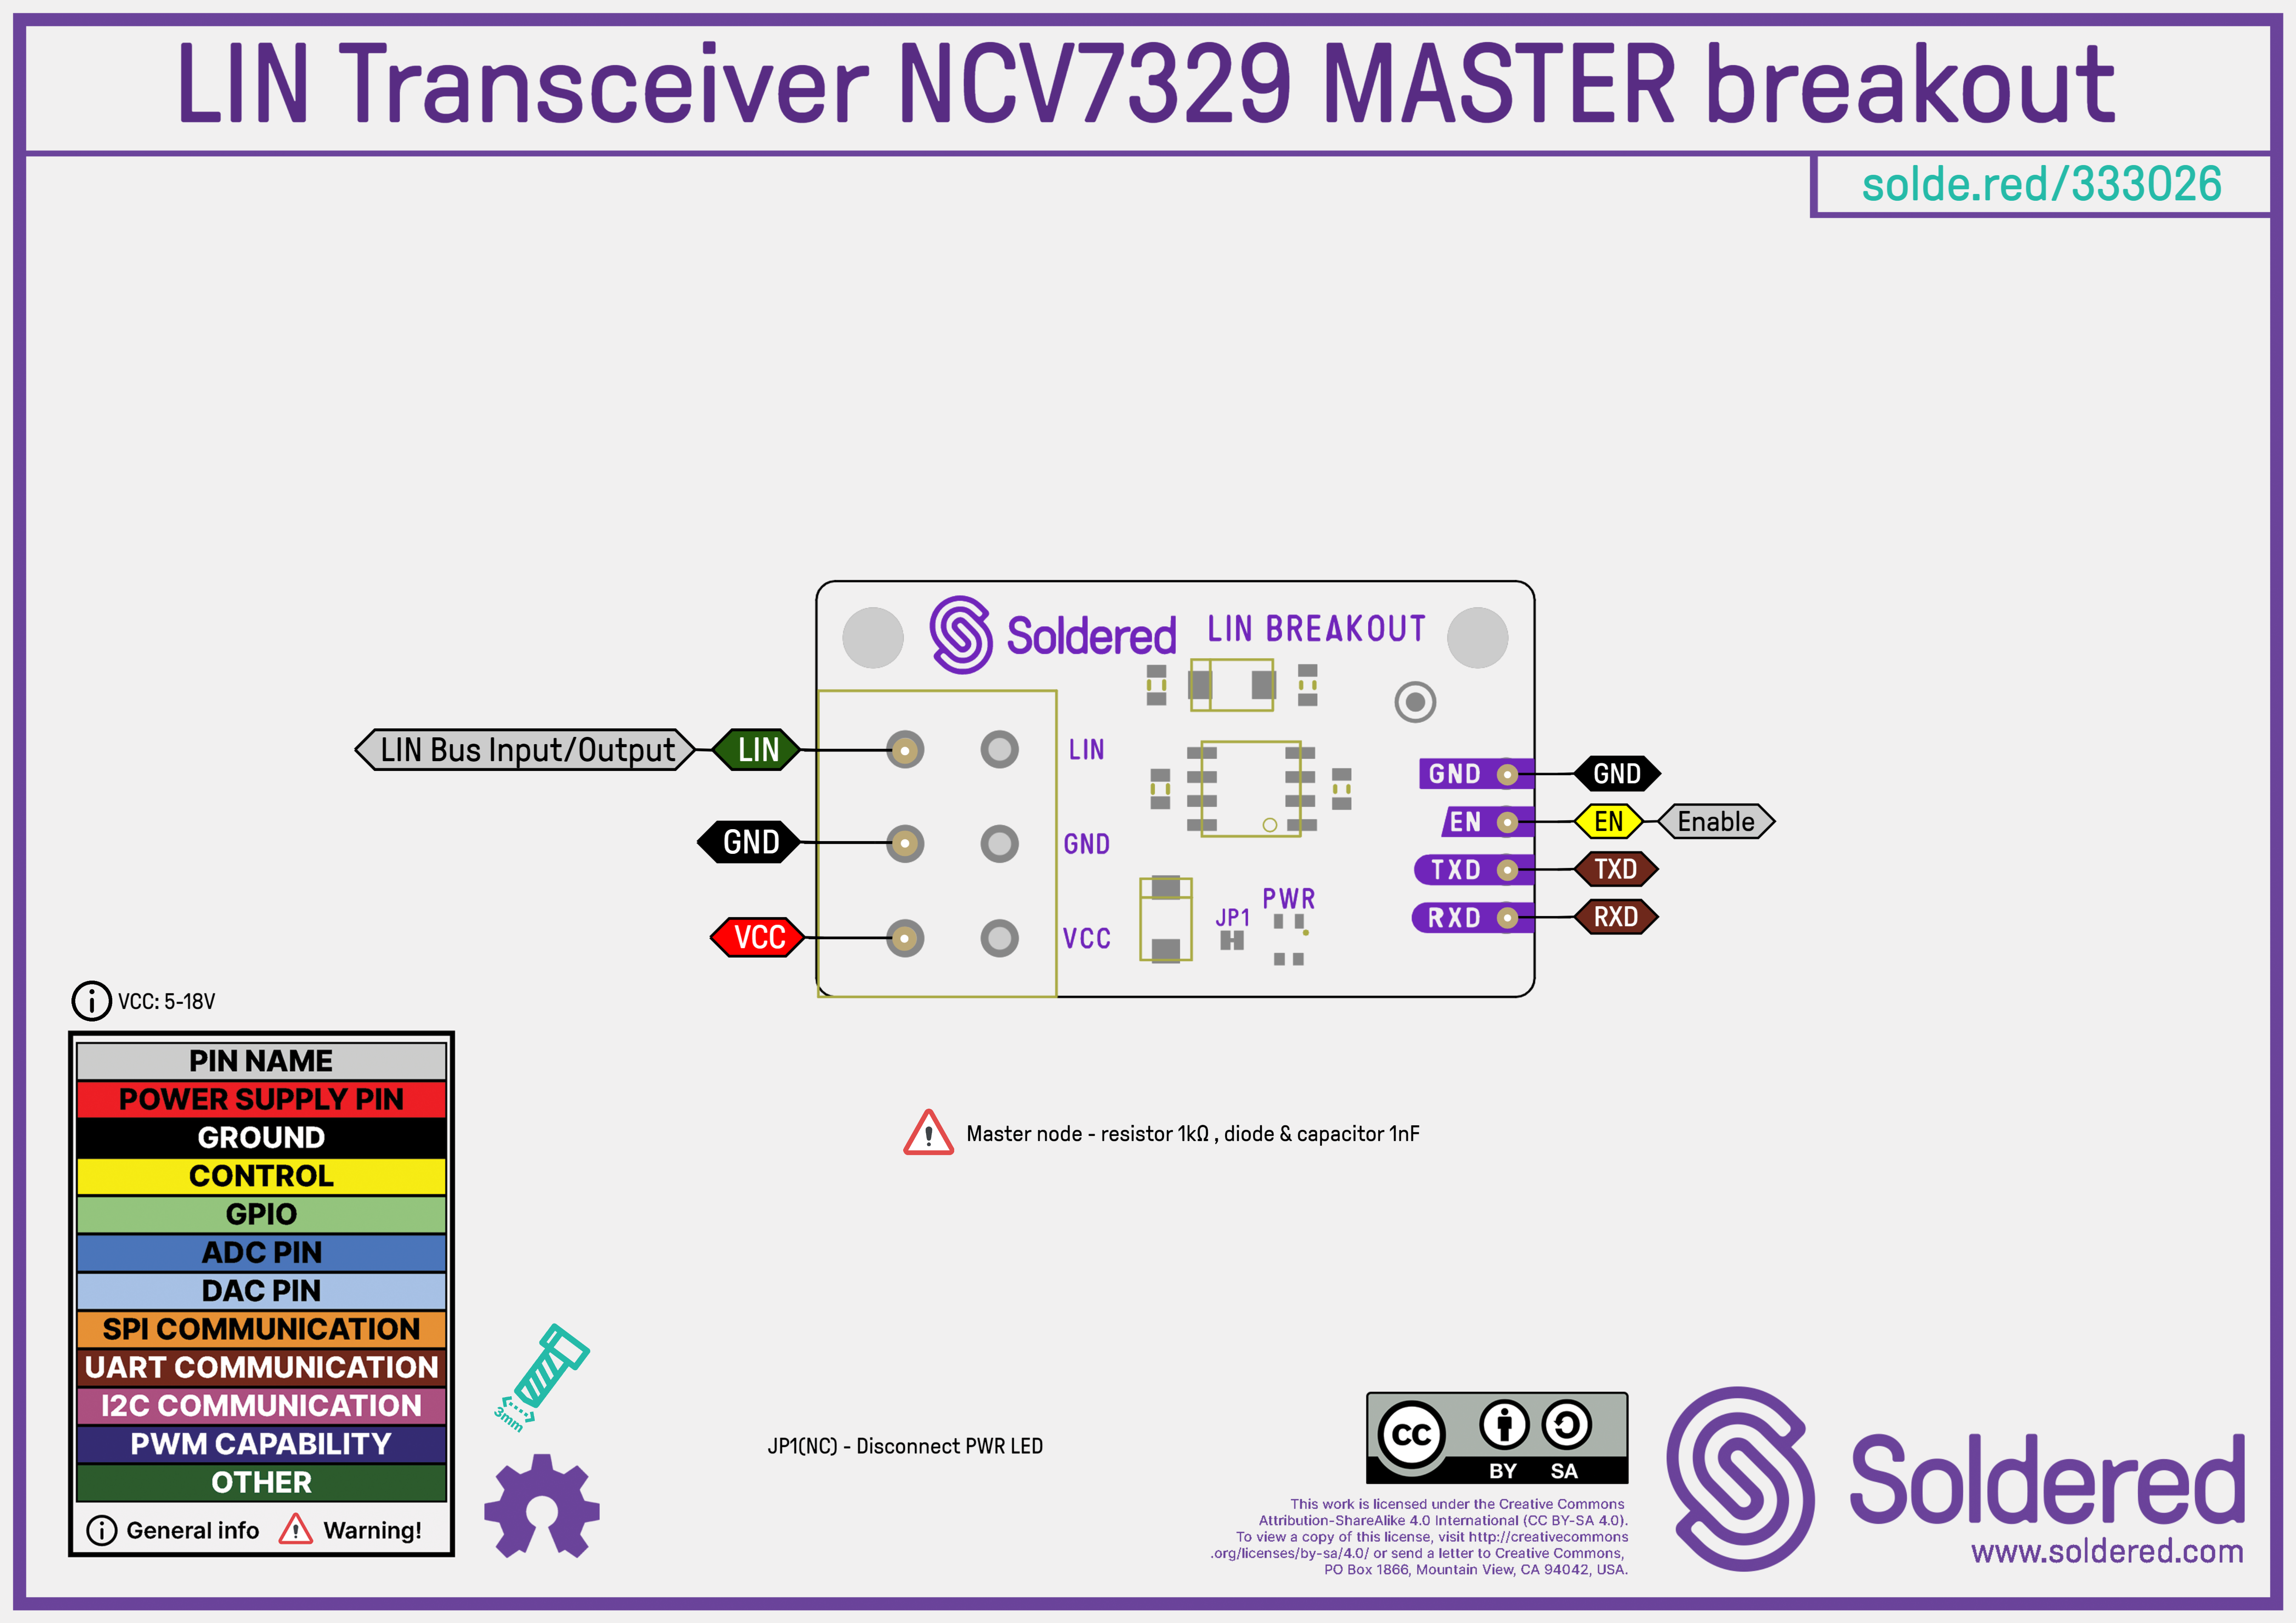 LIN Transceiver NCV7329 MASTER breakout
solde.red/333026
Soldered
LIN BREAKOUT
LIN Bus Input/Output
LIN
LIN
GND
GND
VCC
VCC
GND
GND
EN
EN
Enable
TXD
TXD
RXD
RXD
PWR
JP1
VCC: 5-18V
PIN NAME
POWER SUPPLY PIN
GROUND
CONTROL
GPIO
ADC PIN
DAC PIN
SPI COMMUNICATION
UART COMMUNICATION
I2C COMMUNICATION
PWM CAPABILITY
OTHER
General info
Warning!
Master node - resistor 1kΩ , diode & capacitor 1nF
3mm
JP1(NC) - Disconnect PWR LED
CC
BY SA
This work is licensed under the Creative Commons
Attribution-ShareAlike 4.0 International (CC BY-SA 4.0).
To view a copy of this license, visit http://creativecommons
.org/licenses/by-sa/4.0/ or send a letter to Creative Commons,
PO Box 1866, Mountain View, CA 94042, USA.
Soldered
www.soldered.com